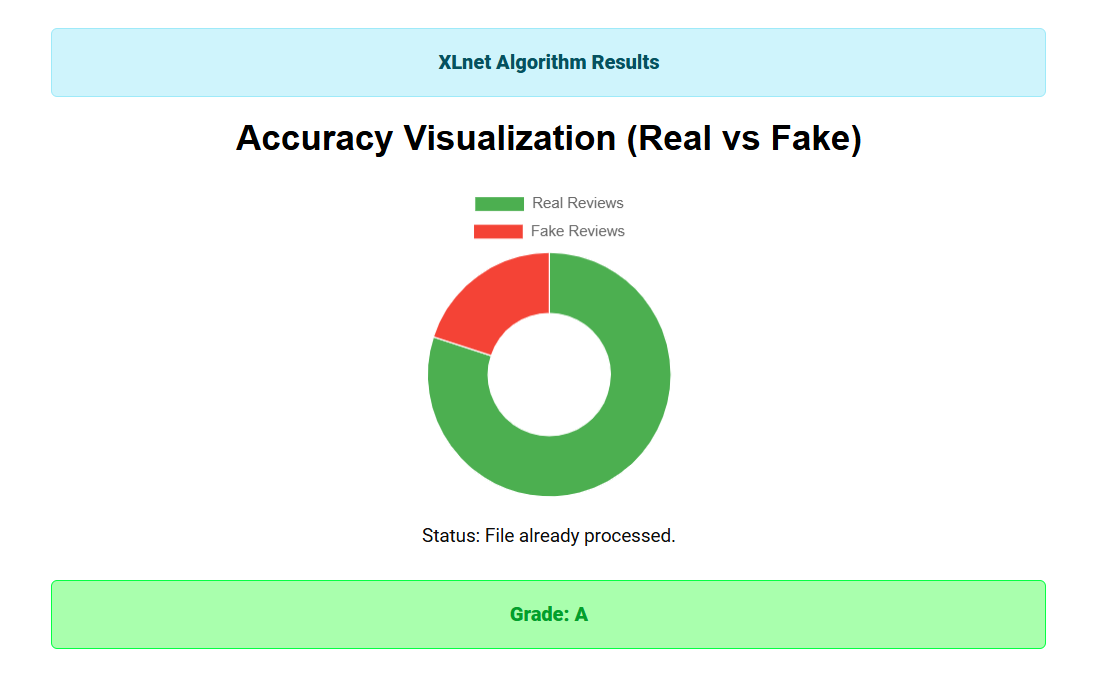 XLnet Algorithm Results
Accuracy Visualization (Real vs Fake)
Real Reviews
Fake Reviews
Status: File already processed.
Grade: A